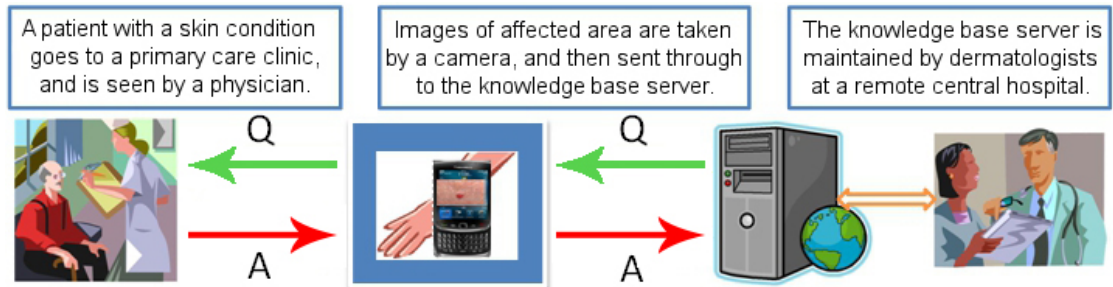 A patient with a skin condition
goes to a primary care clinic,
and is seen by a physician.
Images of affected area are taken
by a camera, and then sent through
to the knowledge base server.
The knowledge base server is
maintained by dermatologists
at a remote central hospital.
Q
Q
A
A